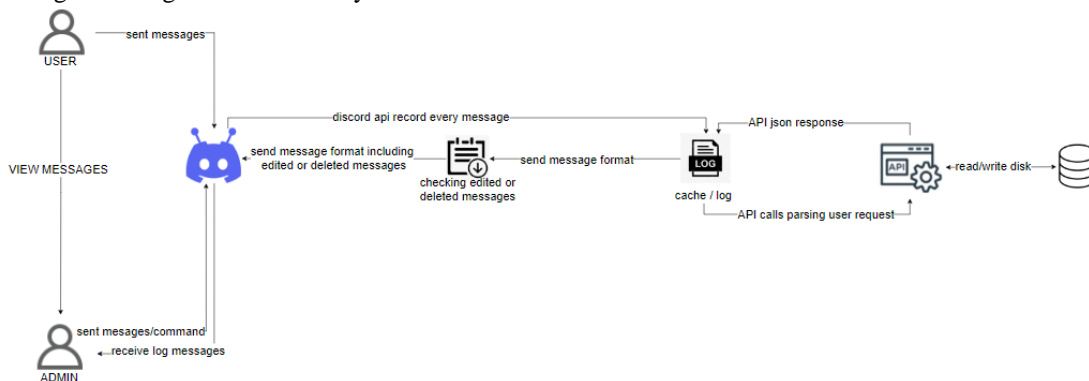 sent messages
USER
discord api record every message
API json response
send message format including
edited or deleted messages
send message format
LOG
API
read/write disk
VIEW MESSAGES
checking edited or
deleted messages
cache / log
API calls parsing user request
sent mesages/command
receive log messages
ADMIN